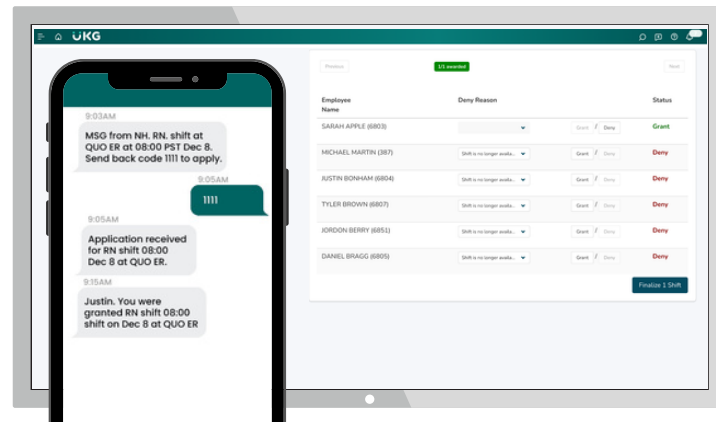 UKG
Previous
1/1 awarded
Next
Employee Name
Deny Reason
Status
SARAH APPLE (6803)
Grant / Deny
Grant
MICHAEL MARTIN (387)
Shift is no longer availa...
Grant / Deny
Deny
JUSTIN BONHAM (6804)
Shift is no longer availa...
Grant / Deny
Deny
TYLER BROWN (6807)
Shift is no longer availa...
Grant / Deny
Deny
JORDON BERRY (6851)
Shift is no longer availa...
Grant / Deny
Deny
DANIEL BRAGG (6805)
Shift is no longer availa...
Grant / Deny
Deny
Finalize 1 Shift
9:03AM
MSG from NH. RN. shift at
QUO ER at 08:00 PST Dec 8.
Send back code 1111 to apply.
9:05AM
1111
9:05AM
Application received
for RN shift 08:00
Dec 8 at QUO ER.
9:15AM
Justin. You were
granted RN shift 08:00
shift on Dec 8 at QUO ER